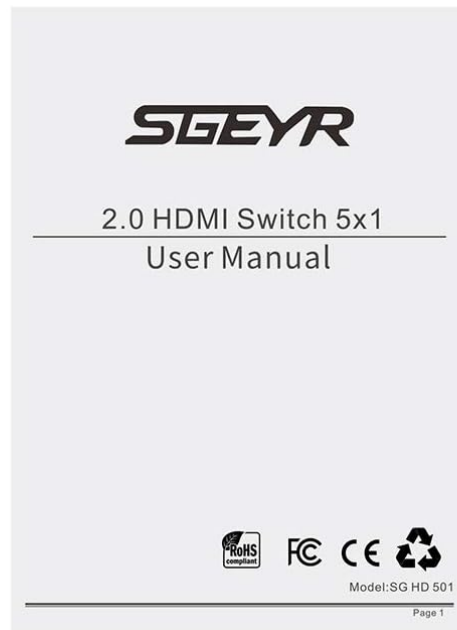 SGEYR
2.0 HDMI Switch 5x1
User Manual
RoHS
compliant
FC CE
Model:SG HD 501
Page 1